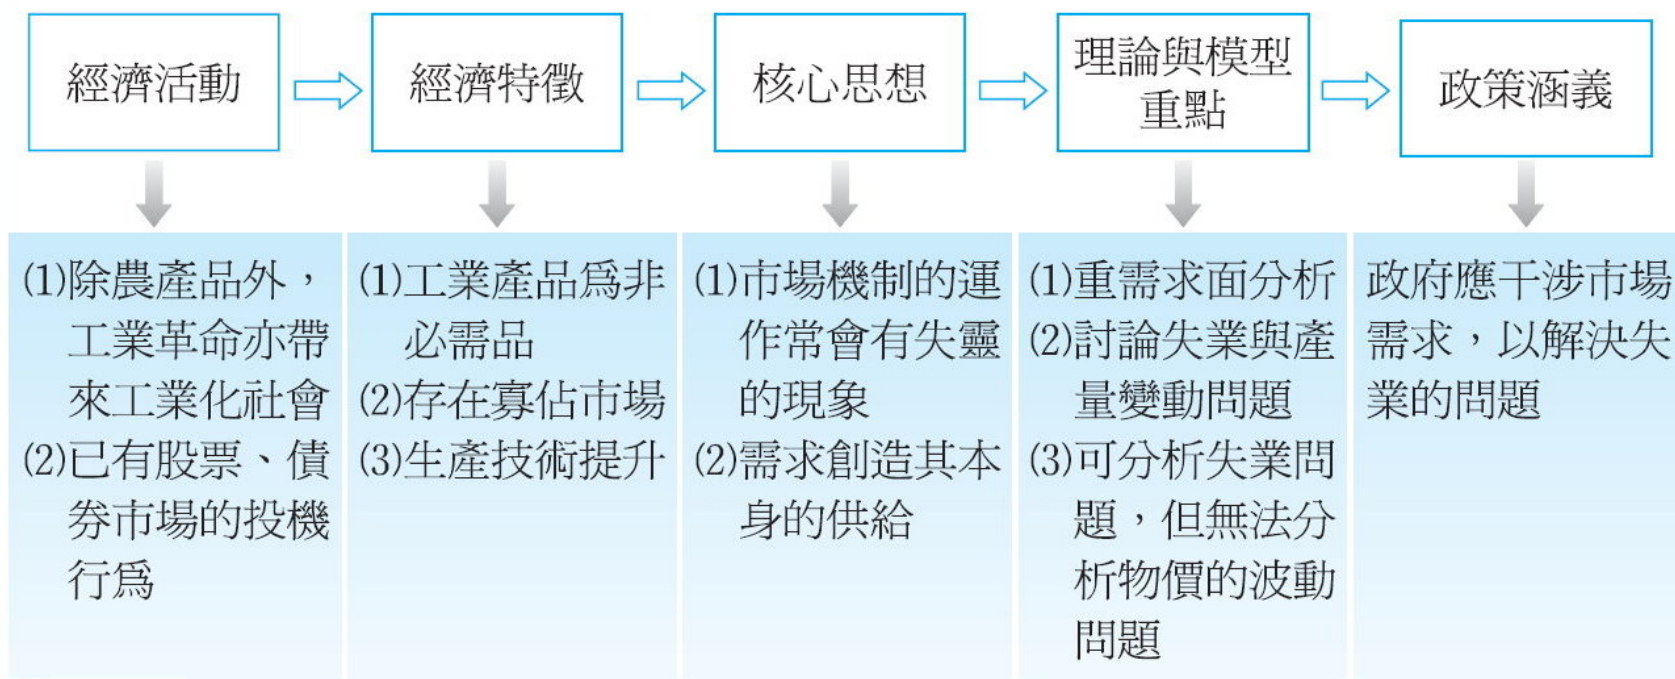 經濟活動
經濟特徵
核心思想
理論與模型
重點
政策涵義
(1)除農產品外，
工業革命亦帶
來工業化社會
(2)已有股票、債
券市場的投機
行爲
(1)工業產品爲非
必需品
(2)存在寡佔市場
(3)生產技術提升
(1)市場機制的運
作常會有失靈
的現象
(2)需求創造其本
身的供給
(1)重需求面分析
(2)討論失業與產
量變動問題
(3)可分析失業問
題，但無法分
析物價的波動
問題
政府應干涉市場
需求，以解決失
業的問題